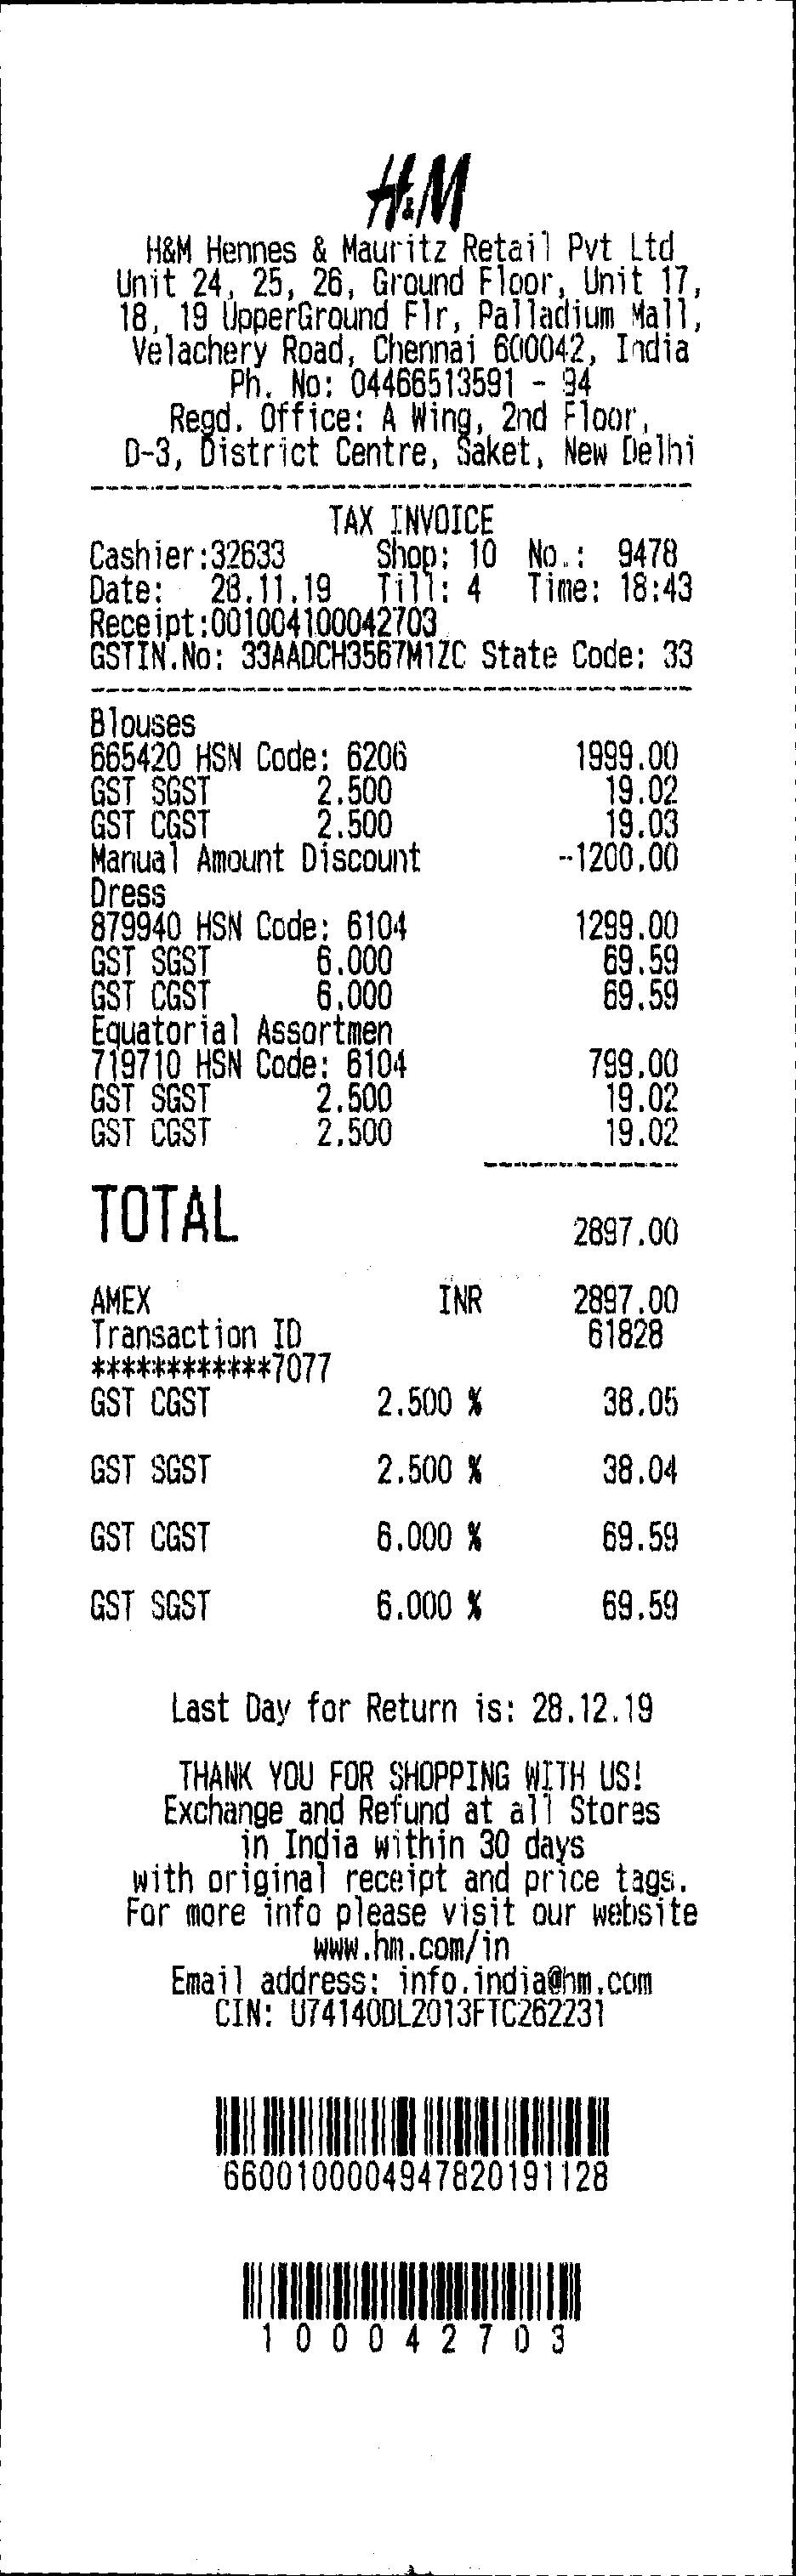 H&M
H&M Hennes & Mauritz Retail Pvt Ltd
Unit 24, 25, 26, Ground Floor, Unit 17,
18, 19 UpperGround Flr, Palladium Mall,
Velachery Road, Chennai 600042, India
Ph. No: 04466513591 - 94
Regd. Office: A Wing, 2nd Floor,
D-3, District Centre, Saket, New Delhi
TAX INVOICE
Cashier:32633 Shop: 10 No.: 9478
Date: 28.11.19 Till: 4 Time: 18:43
Receipt:001004100042703
GSTIN.No: 33AADCH3567M1ZC State Code: 33
Blouses
665420 HSN Code: 6206 1999.00
GST SGST 2.500 19.02
GST CGST 2.500 19.03
Manual Amount Discount -1200.00
Dress
879940 HSN Code: 6104 1299.00
GST SGST 6.000 69.59
GST CGST 6.000 69.59
Equatorial Assortmen
719710 HSN Code: 6104 799.00
GST SGST 2.500 19.02
GST CGST 2.500 19.02
TOTAL 2897.00
AMEX INR 2897.00
Transaction ID 61828
************7077
GST CGST 2.500 % 38.05
GST SGST 2.500 % 38.04
GST CGST 6.000 % 69.59
GST SGST 6.000 % 69.59
Last Day for Return is: 28.12.19
THANK YOU FOR SHOPPING WITH US!
Exchange and Refund at all Stores
in India within 30 days
with original receipt and price tags.
For more info please visit our website
www.hm.com/in
Email address: info.india@hm.com
CIN: U74140DL2013FTC262231
6600100004947820191128
100042703